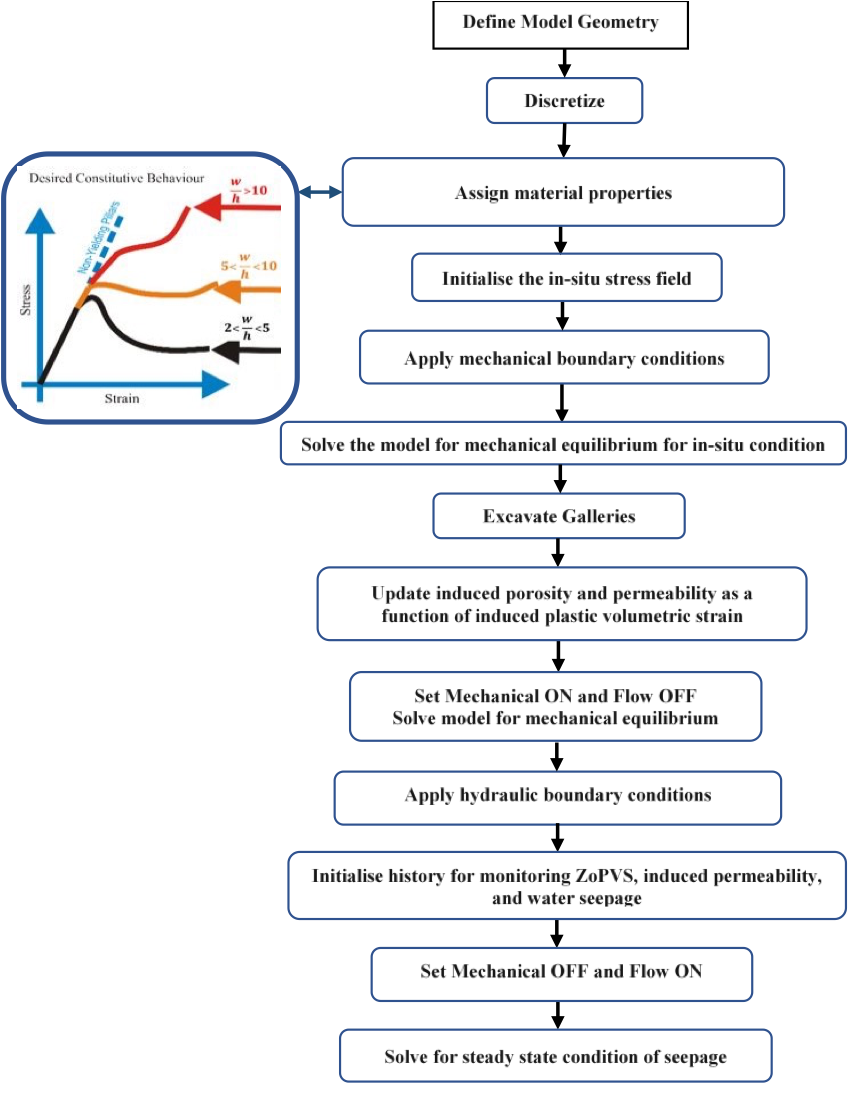 Define Model Geometry
Discretize
Assign material properties
Initialise the in-situ stress field
Apply mechanical boundary conditions
Solve the model for mechanical equilibrium for in-situ condition
Excavate Galleries
Update induced porosity and permeability as a
function of induced plastic volumetric strain
Set Mechanical ON and Flow OFF
Solve model for mechanical equilibrium
Apply hydraulic boundary conditions
Initialise history for monitoring ZoPVS, induced permeability,
and water seepage
Set Mechanical OFF and Flow ON
Solve for steady state condition of seepage
Desired Constitutive Behaviour
Stress
Non-Yielding Pillars
w/h >10
5< w/h <10
2< w/h <5
Strain